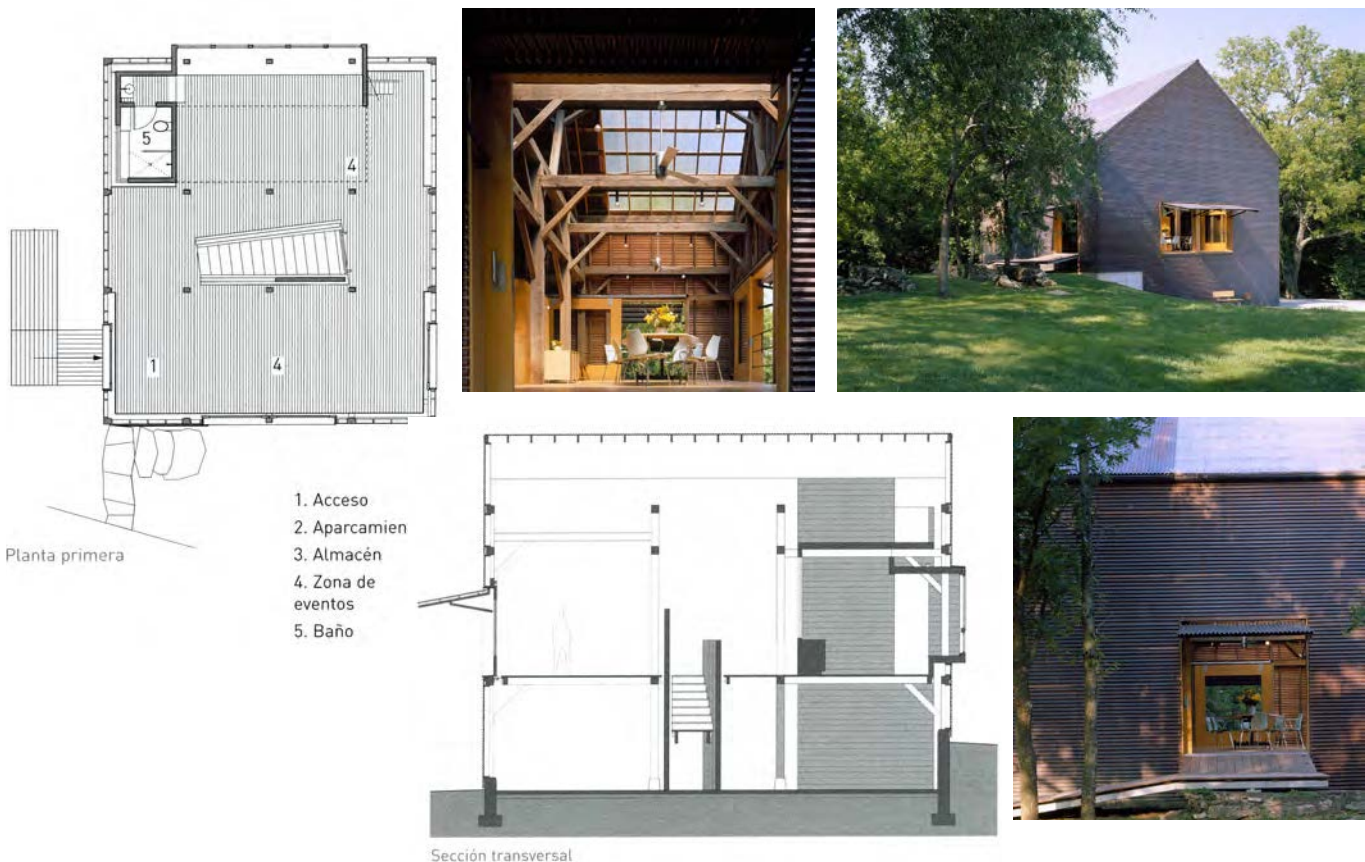 5
4
1
4
Planta primera
1. Acceso
2. Aparcamien
3. Almacén
4. Zona de
eventos
5. Baño
Sección transversal